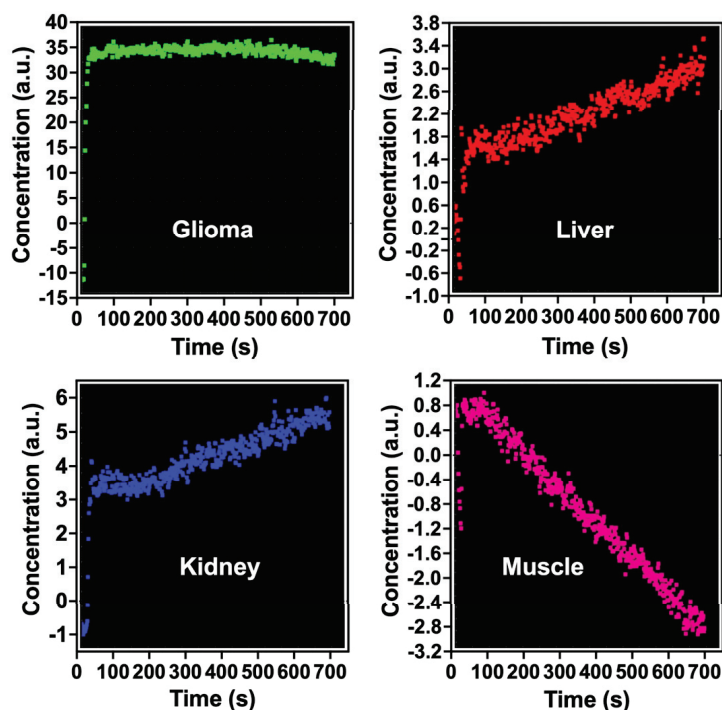 Concentration (a.u.)
40
35
30
25
20
15
10
5
0
-5
-10
-15
Glioma
0 100 200 300 400 500 600 700
Time (s)
Concentration (a.u.)
3.8
3.4
3.0
2.6
2.2
1.8
1.4
1.0
0.6
0.2
-0.2
-0.6
-1.0
Liver
0 100 200 300 400 500 600 700
Time (s)
Concentration (a.u.)
6
5
4
3
2
1
0
-1
Kidney
0 100 200 300 400 500 600 700
Time (s)
Concentration (a.u.)
1.2
0.8
0.4
0.0
-0.4
-0.8
-1.2
-1.6
-2.0
-2.4
-2.8
-3.2
Muscle
0 100 200 300 400 500 600 700
Time (s)